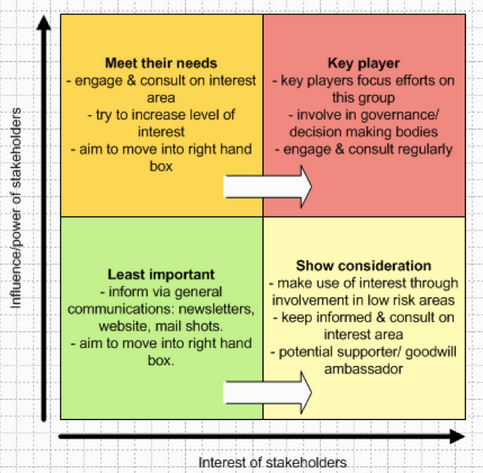 Meet their needs
- engage & consult on interest
area
- try to increase level of
interest
- aim to move into right hand
box
Key player
- key players focus efforts on
this group
- involve in governance/
decision making bodies
- engage & consult regularly
Influence/power of stakeholders
Least important
- inform via general
communications: newsletters,
website, mail shots.
- aim to move into right hand
box.
Show consideration
- make use of interest through
involvement in low risk areas
- keep informed & consult on
interest area
- potential supporter/ goodwill
ambassador
Interest of stakeholders